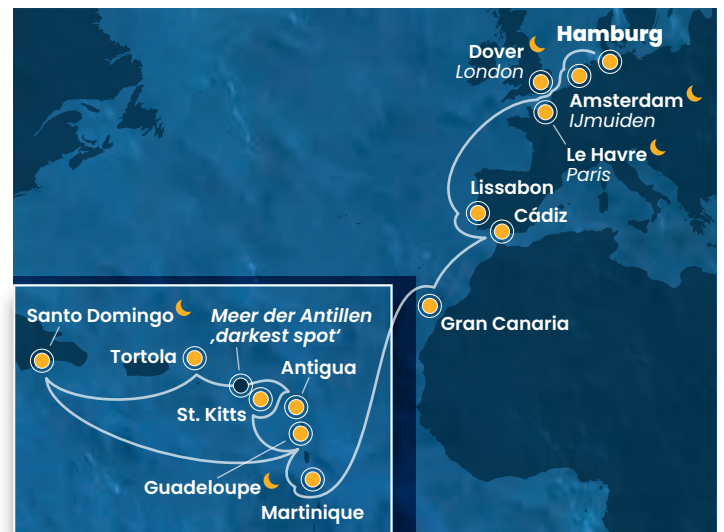 Hamburg
Dover
London
Amsterdam
IJmuiden
Le Havre
Paris
Lissabon
Cádiz
Gran Canaria
Santo Domingo
Meer der Antillen
‚darkest spot‘
Tortola
Antigua
St. Kitts
Guadeloupe
Martinique